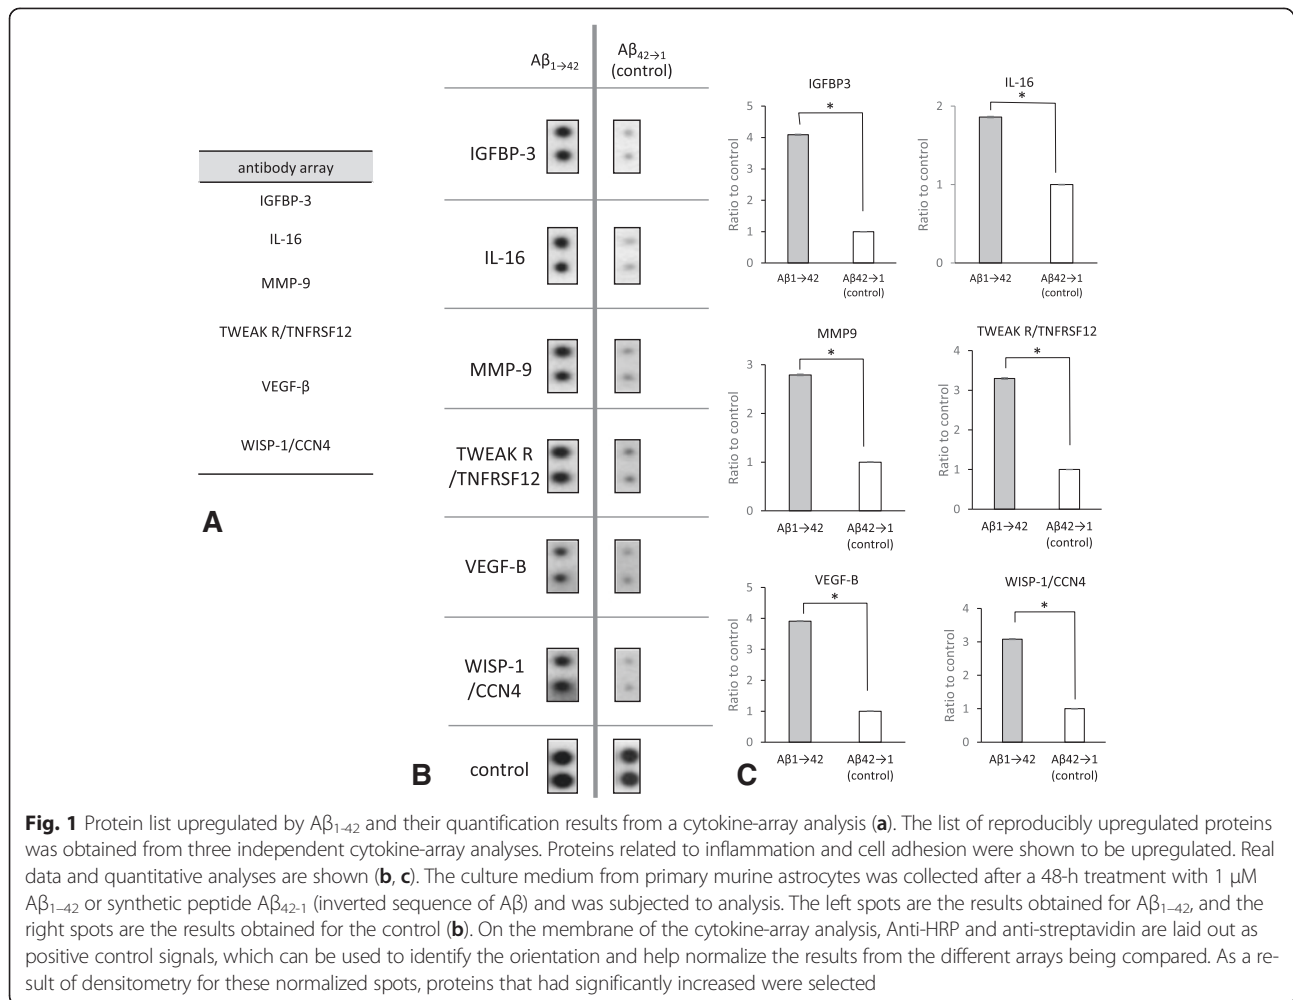 antibody array
IGFBP-3
IL-16
MMP-9
TWEAK R/TNFRSF12
VEGF-β
WISP-1/CCN4
A
Aβ1→42
Aβ42→1
(control)
IGFBP-3
IL-16
MMP-9
TWEAK R
/TNFRSF12
VEGF-B
WISP-1
/CCN4
control
B
IGFBP3
*
Ratio to control
5
4
3
2
1
0
Aβ1→42
Aβ42→1
(control)
IL-16
*
Ratio to control
2
1
0
Aβ1→42
Aβ42→1
(control)
MMP9
*
Ratio to control
3
2
1
0
Aβ1→42
Aβ42→1
(control)
TWEAK R/TNFRSF12
*
Ratio to control
4
3
2
1
0
Aβ1→42
Aβ42→1
(control)
VEGF-B
*
Ratio to control
5
4
3
2
1
0
Aβ1→42
Aβ42→1
(control)
WISP-1/CCN4
*
Ratio to control
4
3
2
1
0
Aβ1→42
Aβ42→1
(control)
C
Fig. 1 Protein list upregulated by Aβ1-42 and their quantification results from a cytokine-array analysis (a). The list of reproducibly upregulated proteins
was obtained from three independent cytokine-array analyses. Proteins related to inflammation and cell adhesion were shown to be upregulated. Real
data and quantitative analyses are shown (b, c). The culture medium from primary murine astrocytes was collected after a 48-h treatment with 1 μM
Aβ1–42 or synthetic peptide Aβ42-1 (inverted sequence of Aβ) and was subjected to analysis. The left spots are the results obtained for Aβ1–42, and the
right spots are the results obtained for the control (b). On the membrane of the cytokine-array analysis, Anti-HRP and anti-streptavidin are laid out as
positive control signals, which can be used to identify the orientation and help normalize the results from the different arrays being compared. As a re-
sult of densitometry for these normalized spots, proteins that had significantly increased were selected